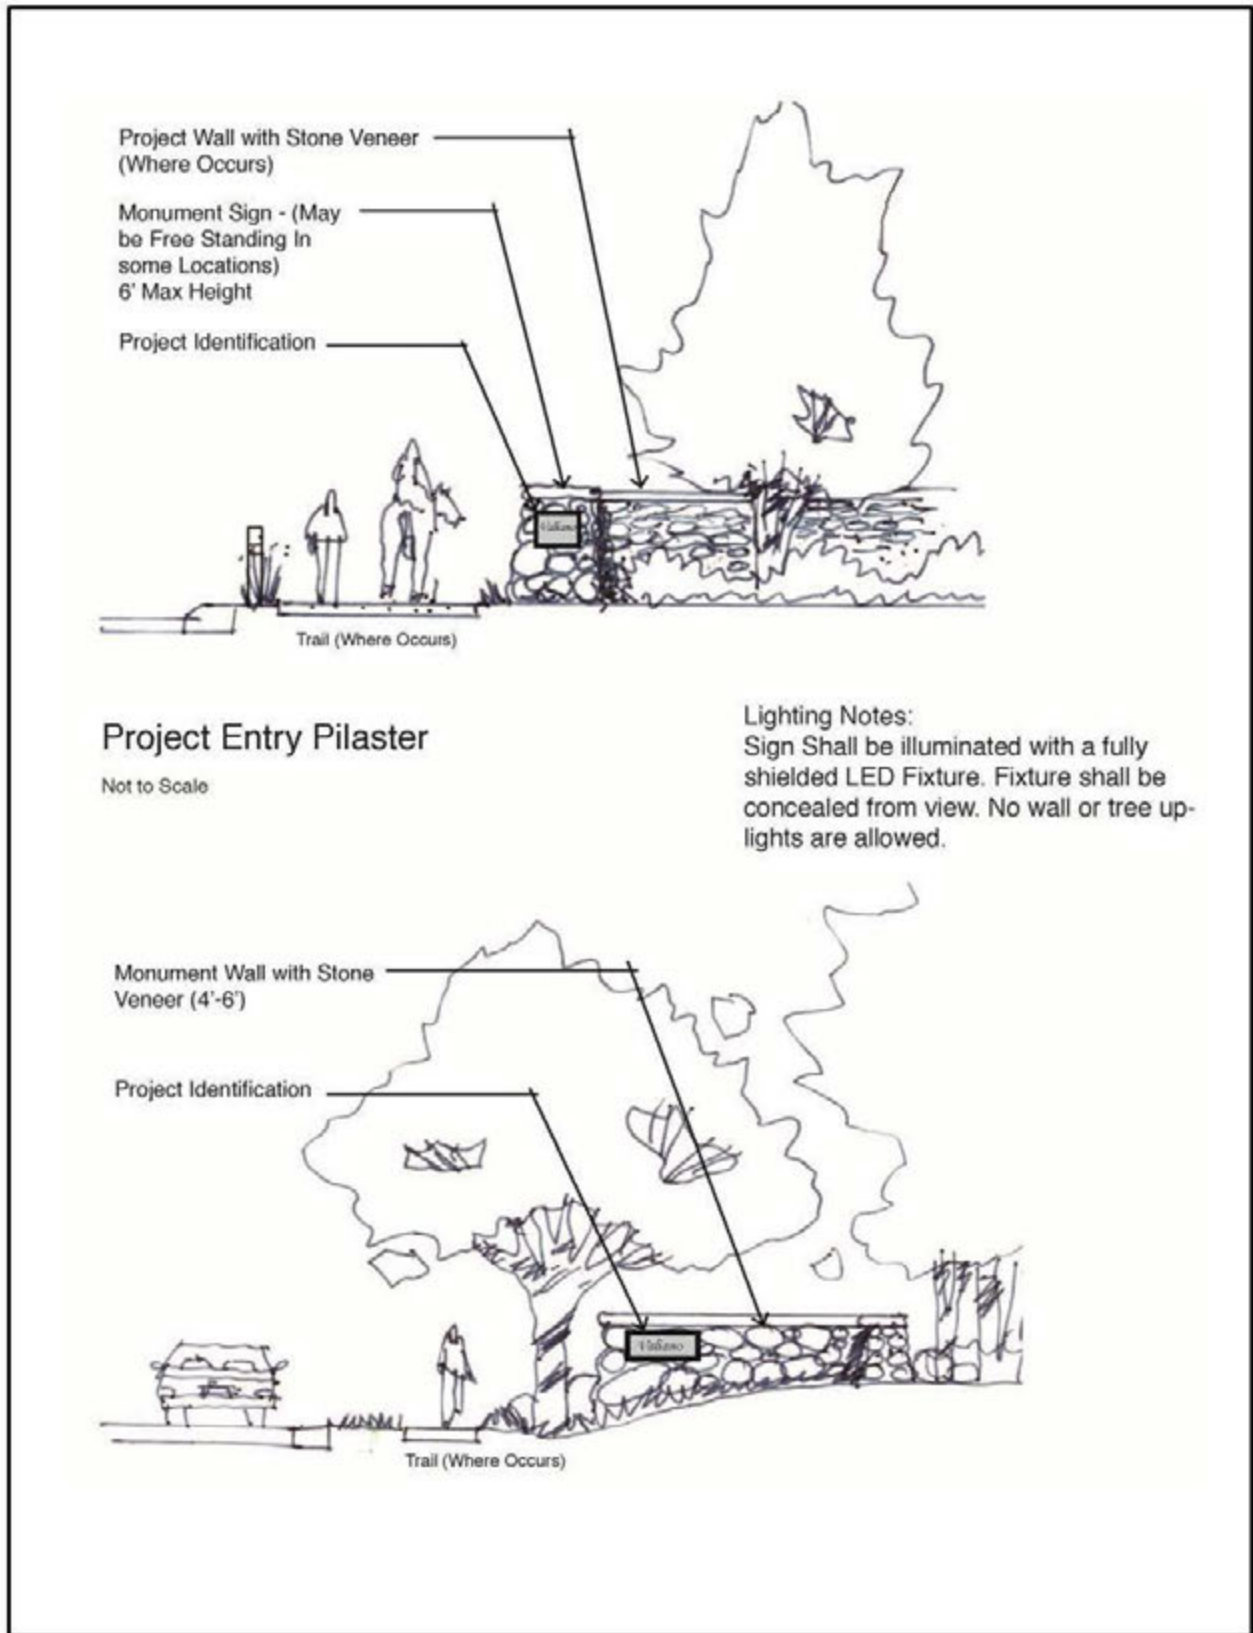 Project Wall with Stone Veneer
(Where Occurs)
Monument Sign - (May
be Free Standing In
some Locations)
6' Max Height
Project Identification
Valiano
Trail (Where Occurs)
Project Entry Pilaster
Not to Scale
Lighting Notes:
Sign Shall be illuminated with a fully
shielded LED Fixture. Fixture shall be
concealed from view. No wall or tree up-
lights are allowed.
Monument Wall with Stone
Veneer (4'-6')
Project Identification
Valiano
Trail (Where Occurs)